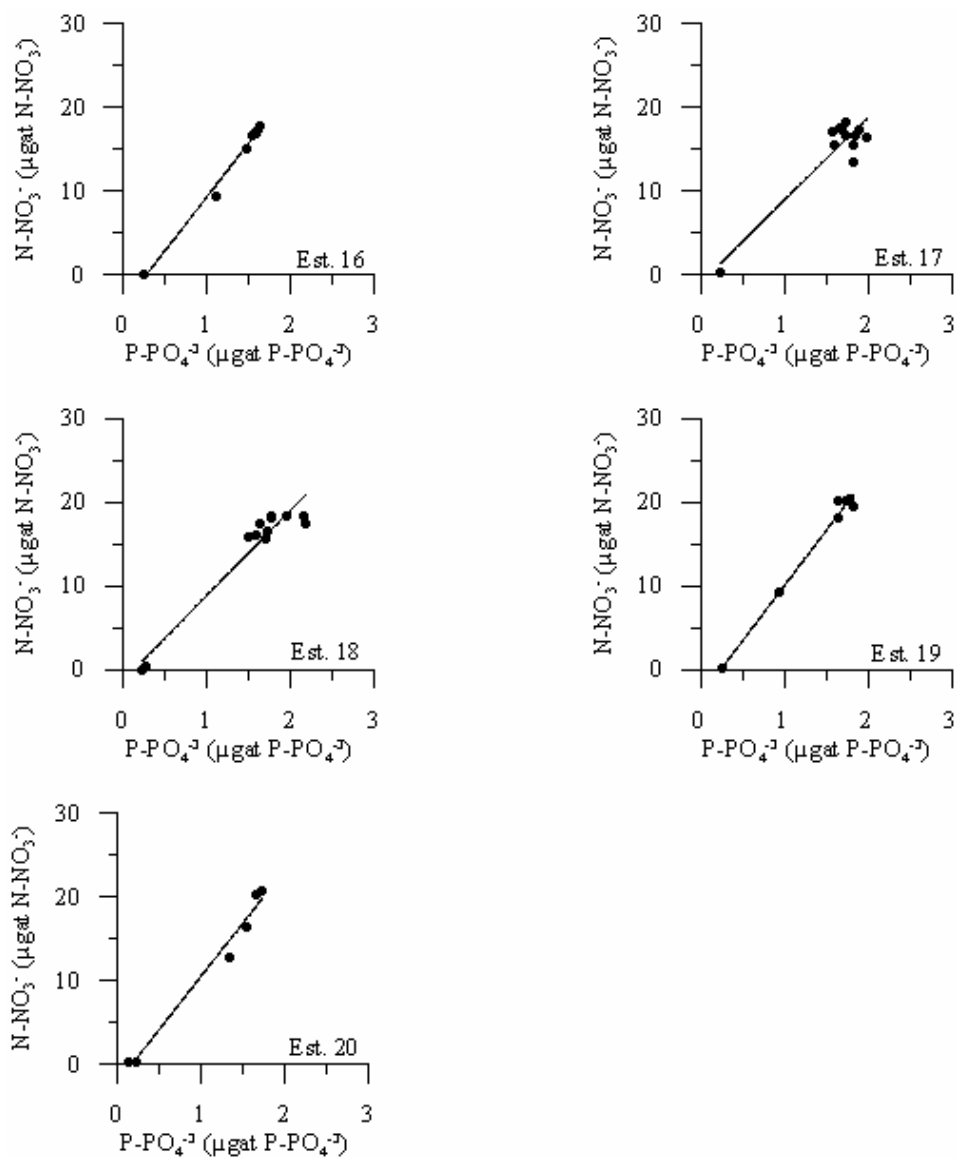 N-NO₃⁻ (µgat N-NO₃⁻)
30
20
10
0
Est. 16
0 1 2 3
P-PO₄⁻³ (µgat P-PO₄⁻³)
N-NO₃⁻ (µgat N-NO₃⁻)
30
20
10
0
Est. 17
0 1 2 3
P-PO₄⁻³ (µgat P-PO₄⁻³)
N-NO₃⁻ (µgat N-NO₃⁻)
30
20
10
0
Est. 18
0 1 2 3
P-PO₄⁻³ (µgat P-PO₄⁻³)
N-NO₃⁻ (µgat N-NO₃⁻)
30
20
10
0
Est. 19
0 1 2 3
P-PO₄⁻³ (µgat P-PO₄⁻³)
N-NO₃⁻ (µgat N-NO₃⁻)
30
20
10
0
Est. 20
0 1 2 3
P-PO₄⁻³ (µgat P-PO₄⁻³)